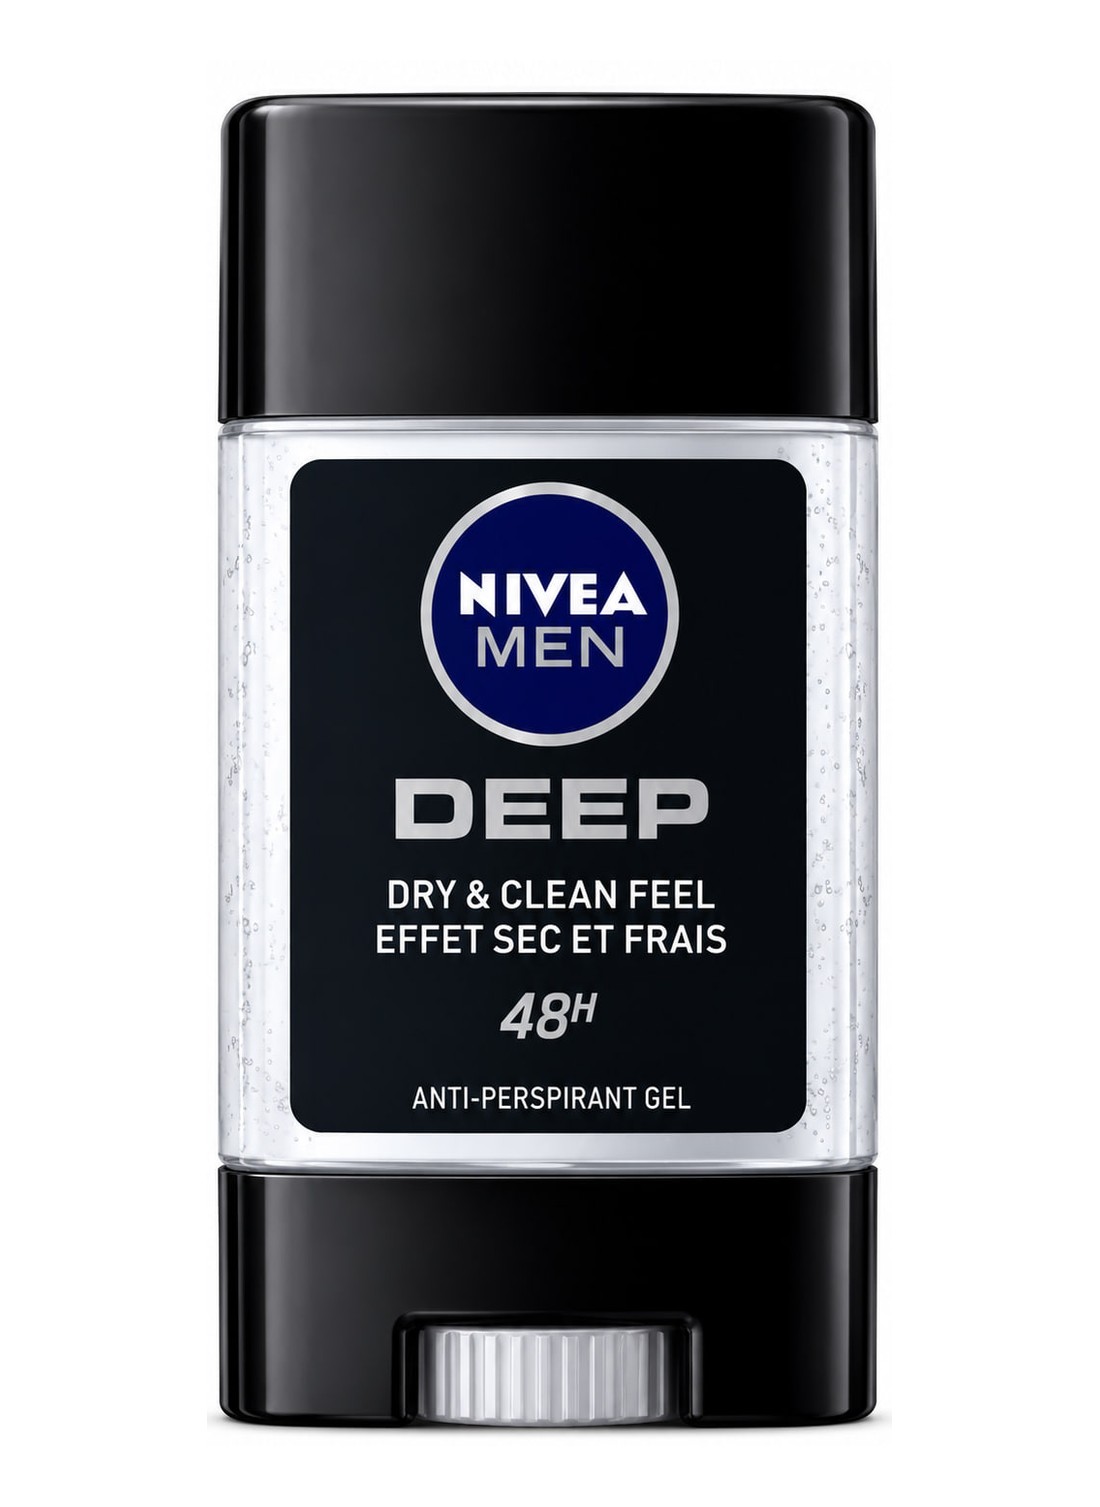 NIVEA
MEN
DEEP
DRY & CLEAN FEEL
EFFET SEC ET FRAIS
48H
ANTI-PERSPIRANT GEL